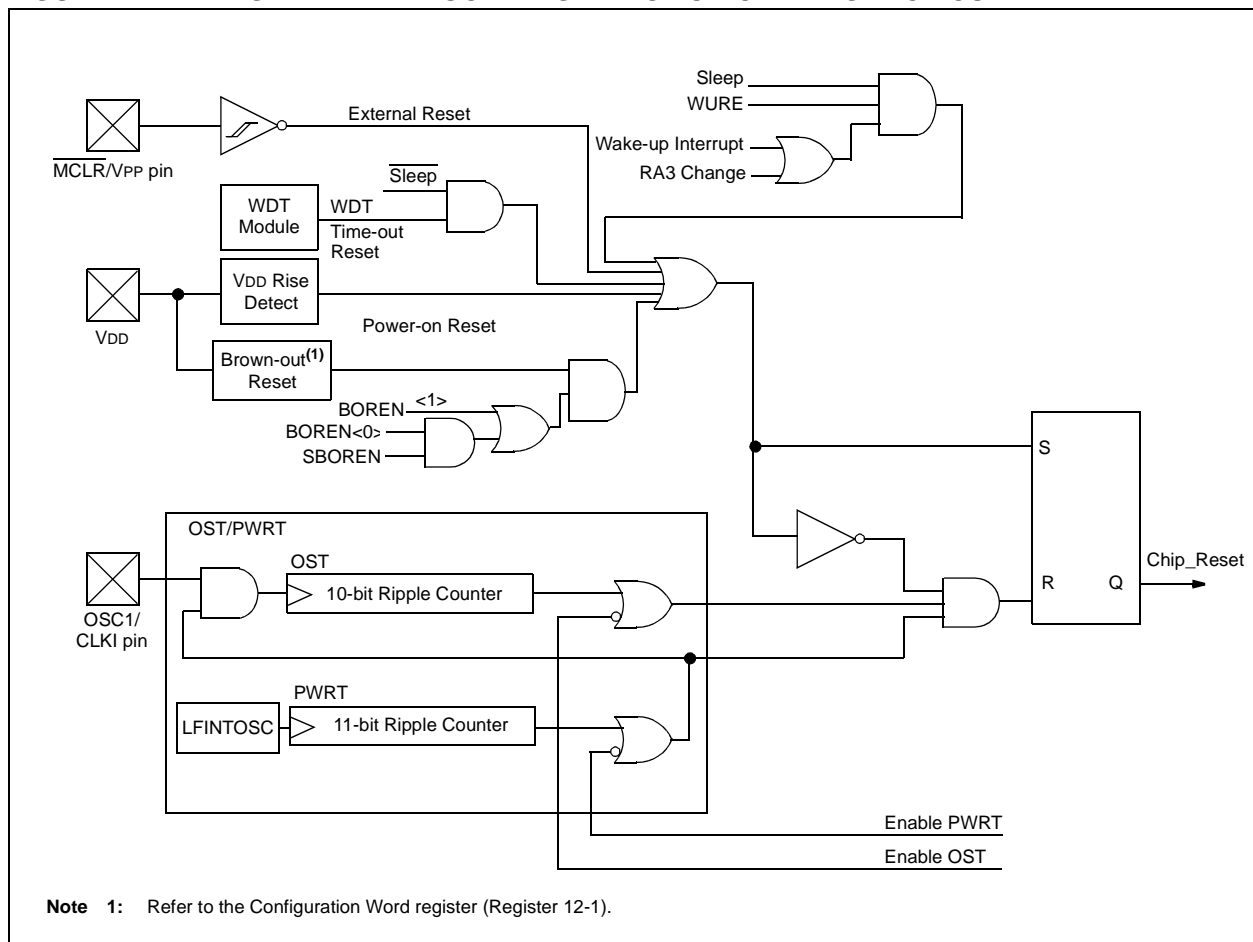 Sleep
WURE
External Reset
Wake-up Interrupt
RA3 Change
MCLR/VPP pin
Sleep
WDT
Module
WDT
Time-out
Reset
VDD Rise
Detect
VDD
Power-on Reset
Brown-out(1)
Reset
BOREN <1>
BOREN<0>
SBOREN
S
OST/PWRT
OST
10-bit Ripple Counter
OSC1/
CLKI pin
R
Q
Chip_Reset
PWRT
LFINTOSC
11-bit Ripple Counter
Enable PWRT
Enable OST
Note 1: Refer to the Configuration Word register (Register 12-1).